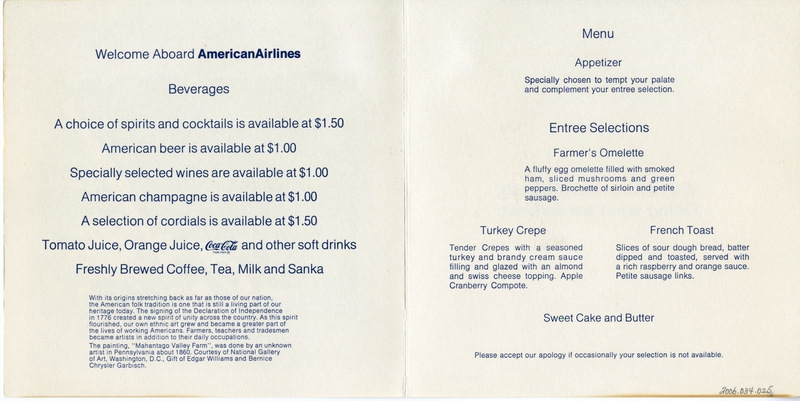 Welcome Aboard AmericanAirlines
Beverages
A choice of spirits and cocktails is available at $1.50
American beer is available at $1.00
Specially selected wines are available at $1.00
American champagne is available at $1.00
A selection of cordials is available at $1.50
Tomato Juice, Orange Juice, Coca-Cola and other soft drinks
Freshly Brewed Coffee, Tea, Milk and Sanka
With its origins stretching back as far as those of our nation,
the American folk tradition is one that is still a living part of our
heritage today. The signing of the Declaration of Independence
in 1776 created a new spirit of unity across the country. As this spirit
flourished, our own ethnic art grew and became a greater part of
the lives of working Americans. Farmers, teachers and tradesmen
became artists in addition to their daily occupations.
The painting, "Mahantago Valley Farm", was done by an unknown
artist in Pennsylvania about 1860. Courtesy of National Gallery
of Art, Washington, D.C., Gift of Edgar Williams and Bernice
Chrysler Garbisch.
Menu
Appetizer
Specially chosen to tempt your palate
and complement your entree selection.
Entree Selections
Farmer's Omelette
A fluffy egg omelette filled with smoked
ham, sliced mushrooms and green
peppers. Brochette of sirloin and petite
sausage.
Turkey Crepe
Tender Crepes with a seasoned
turkey and brandy cream sauce
filling and glazed with an almond
and swiss cheese topping. Apple
Cranberry Compote.
French Toast
Slices of sour dough bread, batter
dipped and toasted, served with
a rich raspberry and orange sauce.
Petite sausage links.
Sweet Cake and Butter
Please accept our apology if occasionally your selection is not available.
2006.034.025